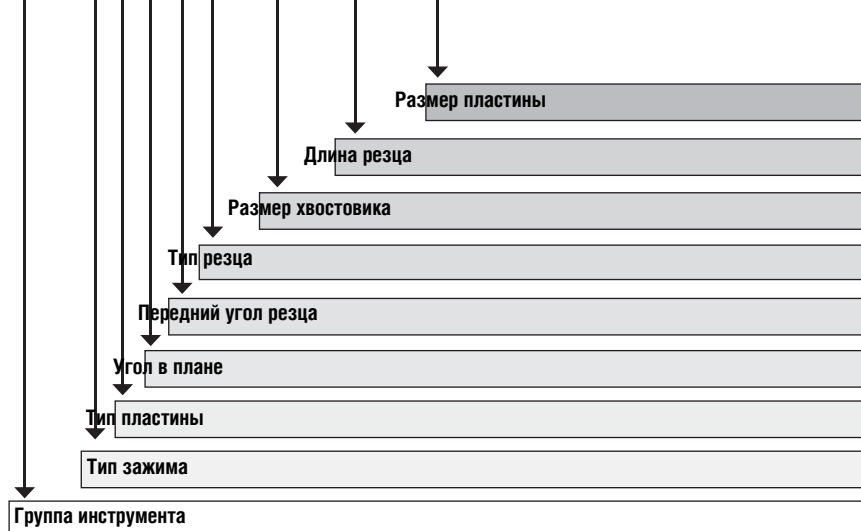 Размер пластины
Длина резца
Размер хвостовика
Тип резца
Передний угол резца
Угол в плане
Тип пластины
Тип зажима
Группа инструмента